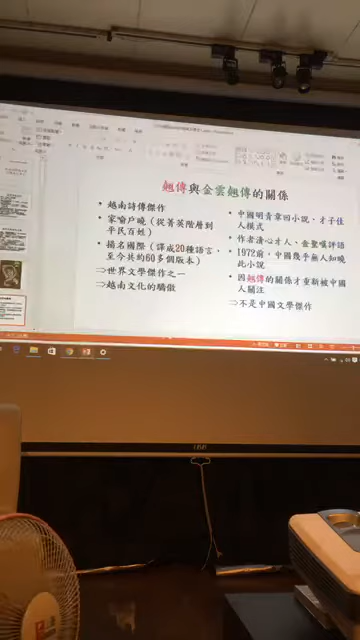 翹傳與金雲翹傳的關係
• 越南詩傳傑作
• 家喻戶曉（從菁英階層到
平民百姓）
• 揚名國際（譯成20種語言，
至今共約60多個版本）
⇒世界文學傑作之一
⇒越南文化的驕傲
• 中國明清章回小說，才子佳
人模式
• 作者清心才人，金聖嘆評語
• 1972前，中國幾乎無人知曉
此小說
• 因翹傳的關係才重新被中國
人關注
⇒不是中國文學傑作